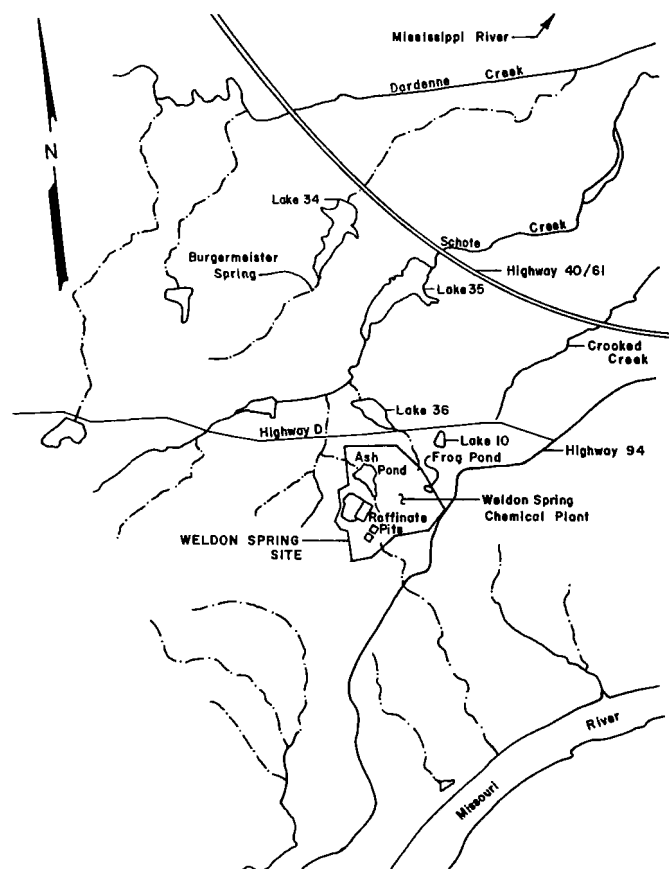 Mississippi River
Dardenne Creek
N
Lake 34
Schote Creek
Burgermeister
Spring
Highway 40/61
Lake 35
Crooked
Creek
Lake 36
Highway D
Lake 10
Highway 94
Ash
Pond
Frog Pond
Weldon Spring
Chemical Plant
Raffinate
Pits
WELDON SPRING
SITE
Missouri River